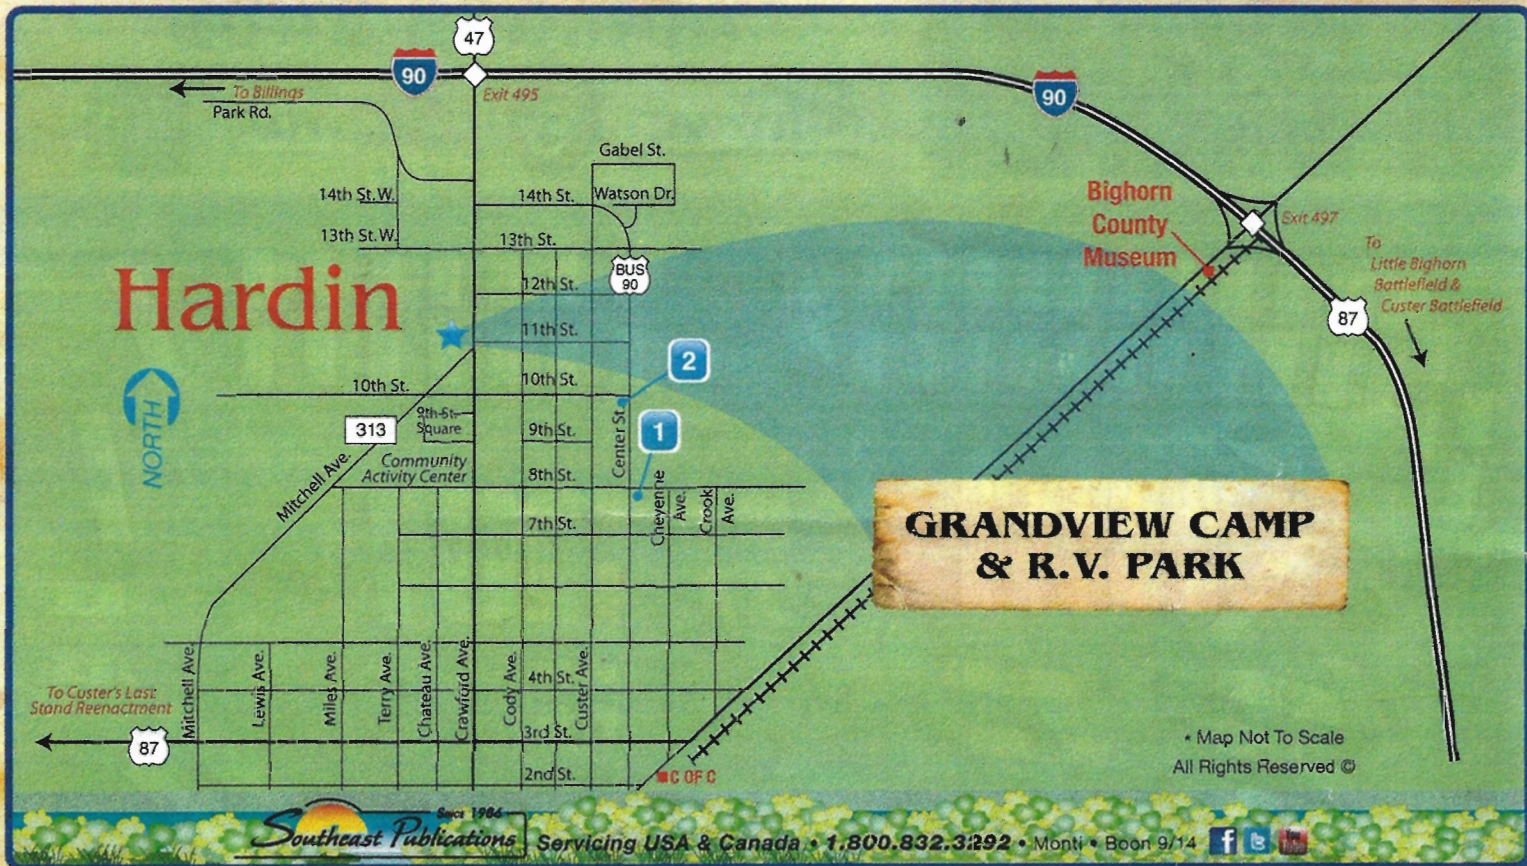 47
90
Exit 495
To Billings
Park Rd.
90
Gabel St.
14th St. W.
14th St.
Watson Dr.
Bighorn
County
Museum
Exit 497
13th St. W.
13th St.
To
Little Bighorn
Battlefield &
Custer Battlefield
BUS
90
12th St.
Hardin
87
11th St.
2
10th St.
10th St.
NORTH
9th St.
Square
313
9th St.
Center St.
1
Community
Activity Center
8th St.
Mitchell Ave.
Cheyenne
Ave.
Crook
Ave.
7th St.
GRANDVIEW CAMP
& R.V. PARK
Mitchell Ave.
Lewis Ave.
Miles Ave.
Terry Ave.
Chateau Ave.
Crawford Ave.
Cody Ave.
4th St.
Custer Ave.
To Custer's Last
Stand Reenactment
87
3rd St.
* Map Not To Scale
All Rights Reserved ©
2nd St.
C OF C
Since 1986
Southeast Publications
Servicing USA & Canada • 1.800.832.3292 • Monti • Boon 9/14
f
You
Tube